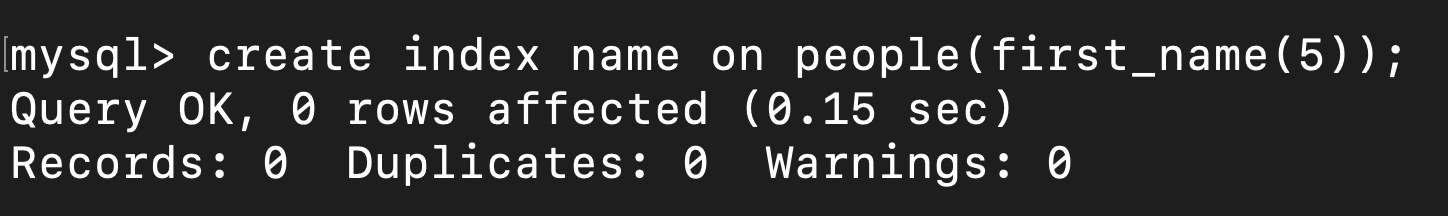 mysql> create index name on people(first_name(5));
Query OK, 0 rows affected (0.15 sec)
Records: 0  Duplicates: 0  Warnings: 0